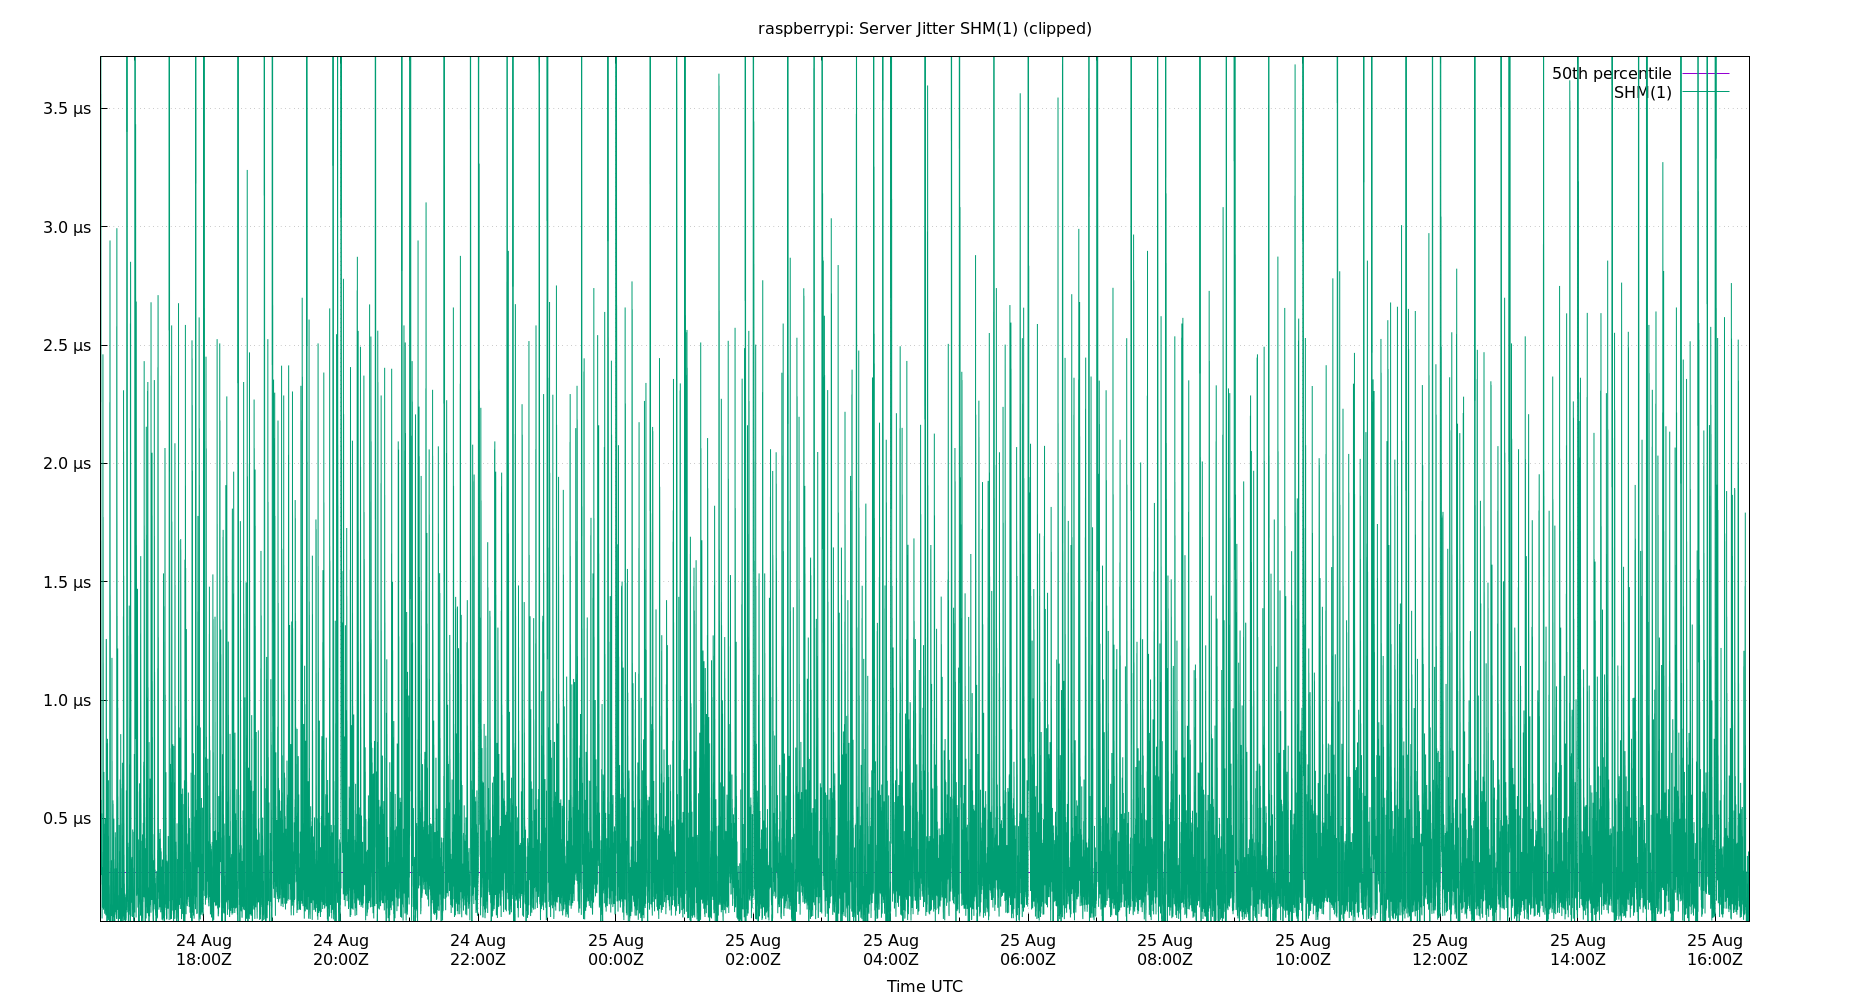 raspberrypi: Server Jitter SHM(1) (clipped)
50th percentile
SHM(1)
3.5 µs
3.0 µs
2.5 µs
2.0 µs
1.5 µs
1.0 µs
0.5 µs
24 Aug 24 Aug 24 Aug 25 Aug 25 Aug 25 Aug 25 Aug 25 Aug 25 Aug 25 Aug 25 Aug 25 Aug
18:00Z 20:00Z 22:00Z 00:00Z 02:00Z 04:00Z 06:00Z 08:00Z 10:00Z 12:00Z 14:00Z 16:00Z
Time UTC